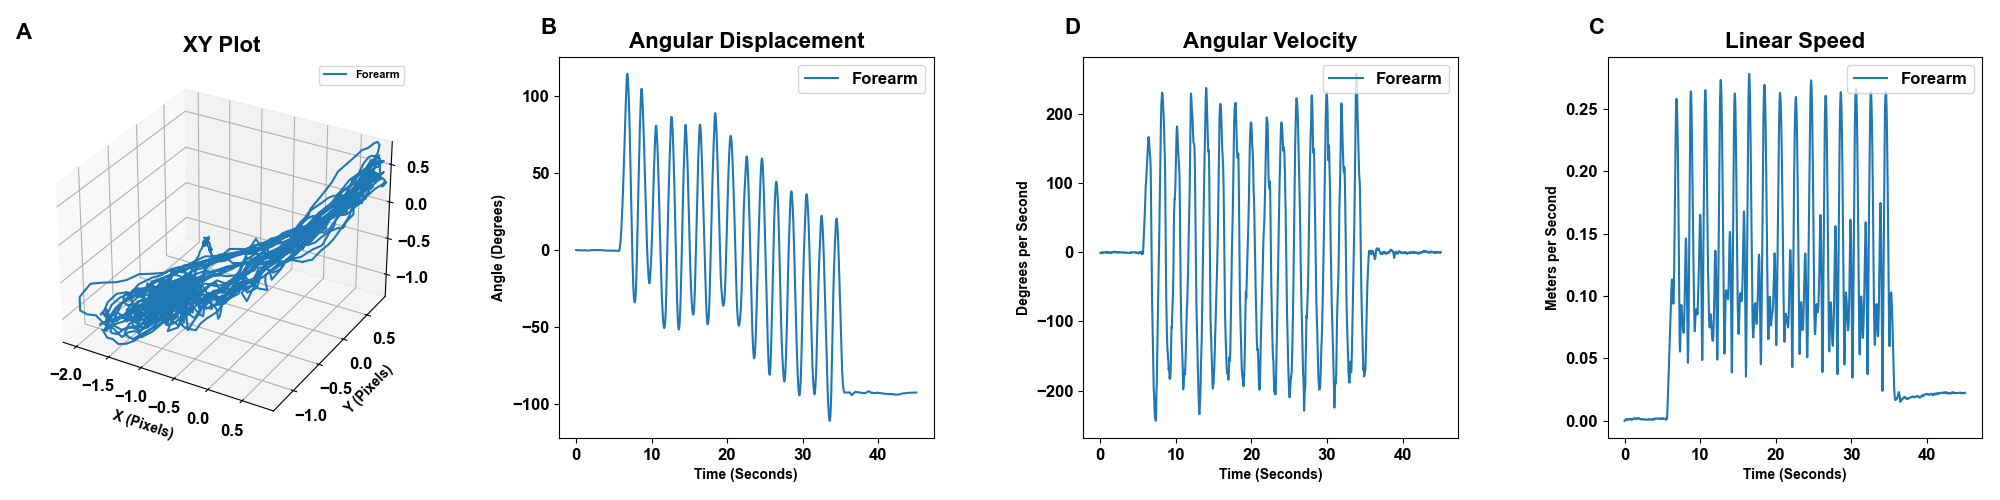 A
XY Plot
Forearm
0.5
0.0
−0.5
−1.0
−2.0
−1.5
−1.0
−0.5
0.0
0.5
X (Pixels)
−1.0
−0.5
0.0
0.5
Y (Pixels)
B
Angular Displacement
Forearm
100
50
0
−50
−100
Angle (Degrees)
0 10 20 30 40
Time (Seconds)
D
Angular Velocity
Forearm
200
100
0
−100
−200
Degrees per Second
0 10 20 30 40
Time (Seconds)
C
Linear Speed
Forearm
0.25
0.20
0.15
0.10
0.05
0.00
Meters per Second
0 10 20 30 40
Time (Seconds)